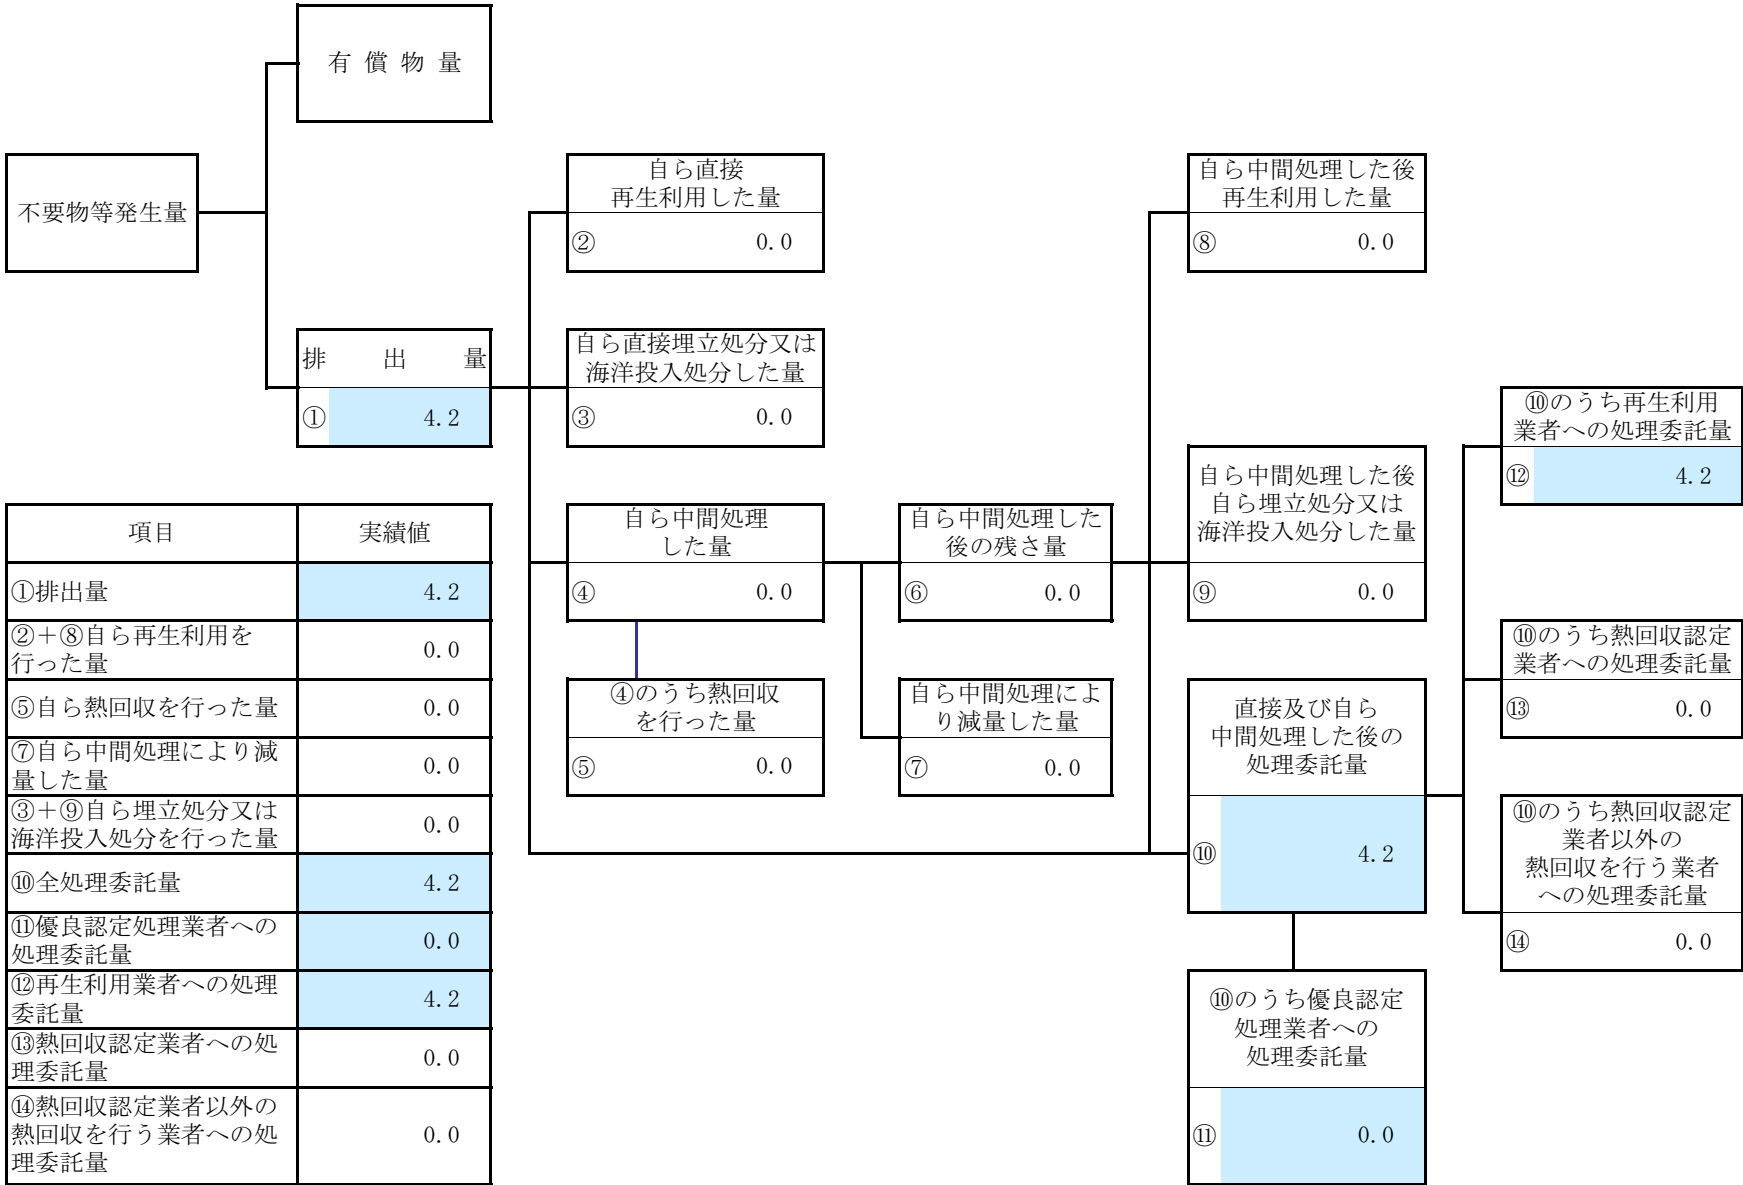 有償物量
不要物等発生量
排出量
① 4.2
自ら直接
再生利用した量
② 0.0
自ら直接埋立処分又は
海洋投入処分した量
③ 0.0
自ら中間処理
した量
④ 0.0
④のうち熱回収
を行った量
⑤ 0.0
自ら中間処理した
後の残さ量
⑥ 0.0
自ら中間処理によ
り減量した量
⑦ 0.0
自ら中間処理した後
再生利用した量
⑧ 0.0
自ら中間処理した後
自ら埋立処分又は
海洋投入処分した量
⑨ 0.0
直接及び自ら
中間処理した後の
処理委託量
⑩ 4.2
⑩のうち優良認定
処理業者への
処理委託量
⑪ 0.0
⑩のうち再生利用
業者への処理委託量
⑫ 4.2
⑩のうち熱回収認定
業者への処理委託量
⑬ 0.0
⑩のうち熱回収認定
業者以外の
熱回収を行う業者
への処理委託量
⑭ 0.0
項目 実績値
①排出量 4.2
②＋⑧自ら再生利用を
行った量 0.0
⑤自ら熱回収を行った量 0.0
⑦自ら中間処理により減
量した量 0.0
③＋⑨自ら埋立処分又は
海洋投入処分を行った量 0.0
⑩全処理委託量 4.2
⑪優良認定処理業者への
処理委託量 0.0
⑫再生利用業者への処理
委託量 4.2
⑬熱回収認定業者への処
理委託量 0.0
⑭熱回収認定業者以外の
熱回収を行う業者への処
理委託量 0.0